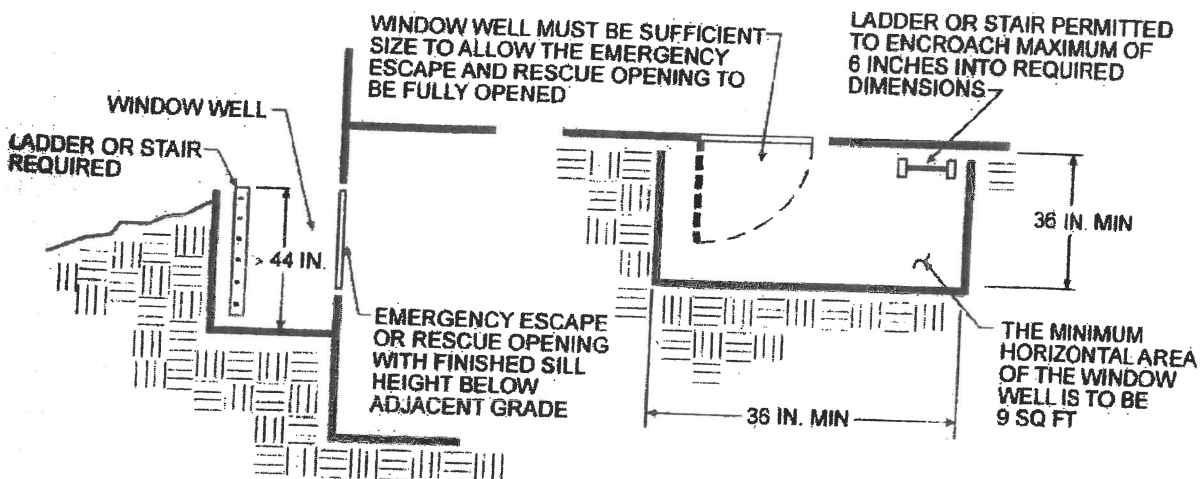 WINDOW WELL MUST BE SUFFICIENT
SIZE TO ALLOW THE EMERGENCY
ESCAPE AND RESCUE OPENING TO
BE FULLY OPENED
LADDER OR STAIR PERMITTED
TO ENCROACH MAXIMUM OF
6 INCHES INTO REQUIRED
DIMENSIONS
WINDOW WELL
LADDER OR STAIR
REQUIRED
> 44 IN.
36 IN. MIN
EMERGENCY ESCAPE
OR RESCUE OPENING
WITH FINISHED SILL
HEIGHT BELOW
ADJACENT GRADE
THE MINIMUM
HORIZONTAL AREA
OF THE WINDOW
WELL IS TO BE
9 SQ FT
36 IN. MIN